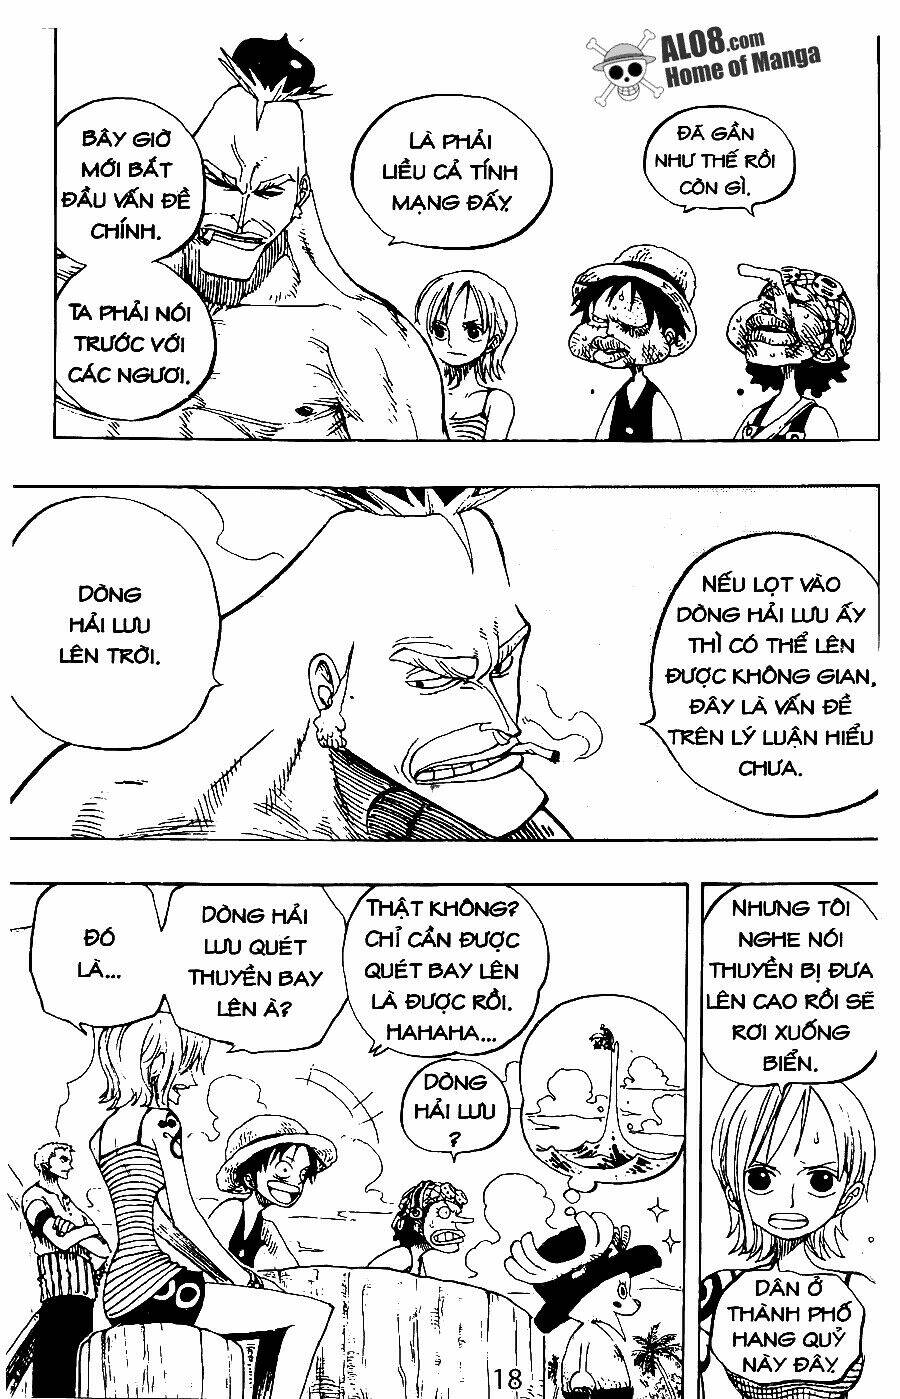 AL08.com
Home of Manga
BÂY GIỜ
MỚI BẮT
ĐẦU VẤN ĐỀ
CHÍNH.
TA PHẢI NÓI
TRƯỚC VỚI
CÁC NGƯƠI.
LÀ PHẢI
LIỀU CẢ TÍNH
MẠNG ĐẤY.
ĐÃ GẦN
NHƯ THẾ RỒI
CÒN GÌ.
DÒNG
HẢI LƯU
LÊN TRỜI.
NẾU LỌT VÀO
DÒNG HẢI LƯU ẤY
THÌ CÓ THỂ LÊN
ĐƯỢC KHÔNG GIAN,
ĐÂY LÀ VẤN ĐỀ
TRÊN LÝ LUẬN HIỂU
CHƯA.
ĐÓ
LÀ...
DÒNG HẢI
LƯU QUÉT
THUYỀN BAY
LÊN À?
THẬT KHÔNG?
CHỈ CẦN ĐƯỢC
QUÉT BAY LÊN
LÀ ĐƯỢC RỒI.
HAHAHA...
DÒNG
HẢI LƯU
?
NHƯNG TÔI
NGHE NÓI
THUYỀN BỊ ĐƯA
LÊN CAO RỒI SẼ
RƠI XUỐNG
BIỂN.
DÂN Ở
THÀNH PHỐ
HANG QUỶ
NÀY ĐÂY.
18